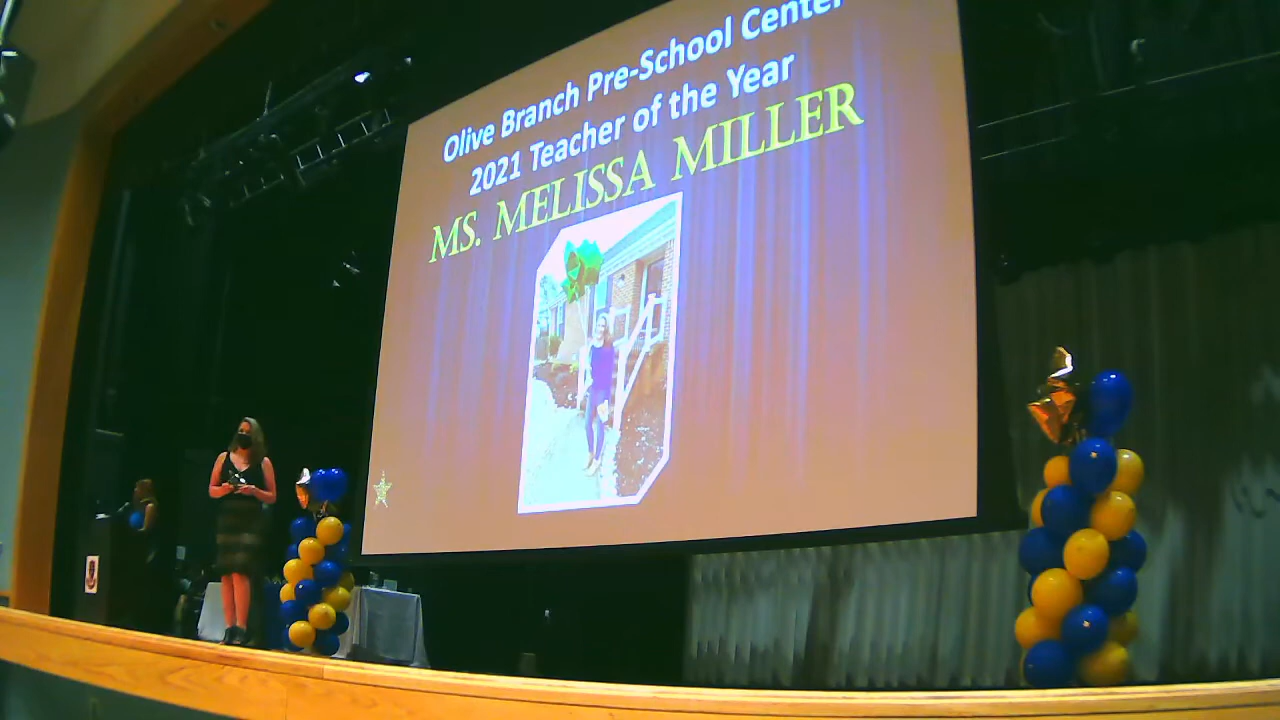 Olive Branch Pre-School Center
2021 Teacher of the Year
MS. MELISSA MILLER